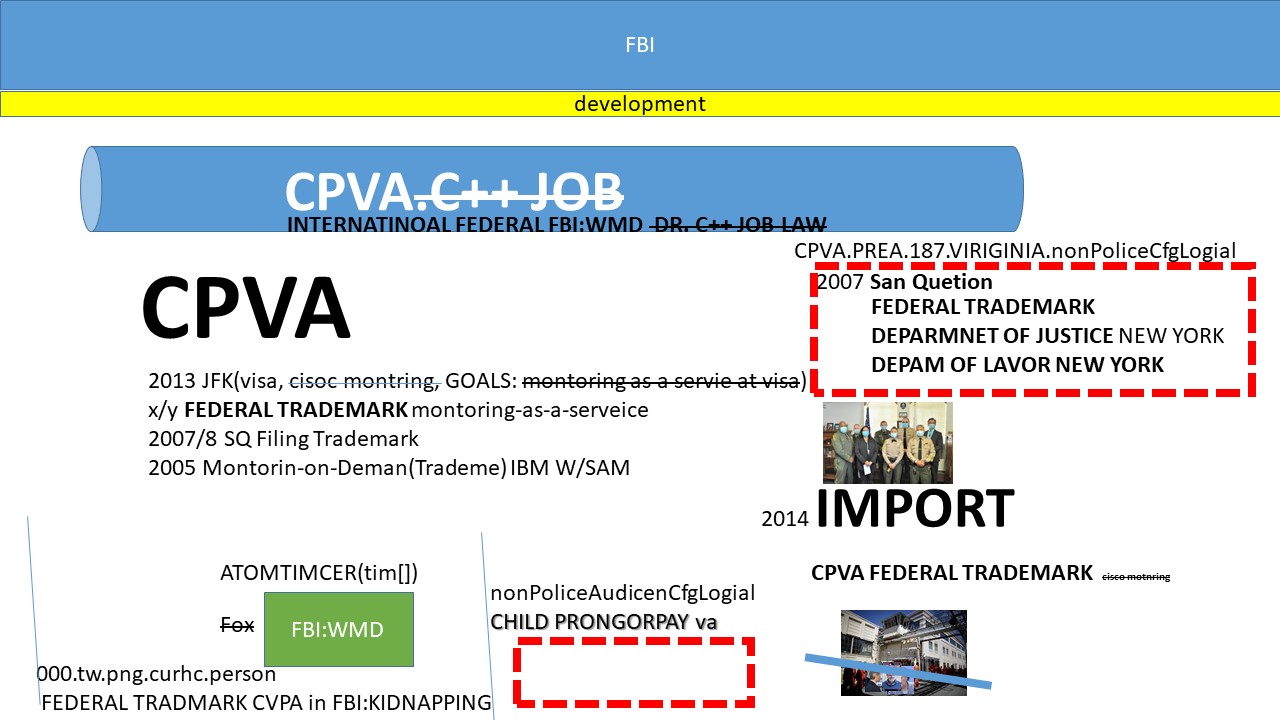 FBI
development
CPVA.C++ JOB
INTERNATINOAL FEDERAL FBI:WMD DR. C++ JOB LAW
CPVA.PREA.187.VIRIGINIA.nonPoliceCfgLogial
2007 San Quetion
FEDERAL TRADEMARK
DEPARMNET OF JUSTICE NEW YORK
DEPAM OF LAVOR NEW YORK
CPVA
2013 JFK(visa, cisoc montring, GOALS: montoring as a servie at visa)
x/y FEDERAL TRADEMARK montoring-as-a-serveice
2007/8 SQ Filing Trademark
2005 Montorin-on-Deman(Trademe) IBM W/SAM
2014 IMPORT
CPVA FEDERAL TRADEMARK cisco motnring
ATOMTIMCER(tim[])
Fox
FBI:WMD
000.tw.png.curhc.person
FEDERAL TRADMARK CVPA in FBI:KIDNAPPING
nonPoliceAudicenCfgLogial
CHILD PRONGORPAY va